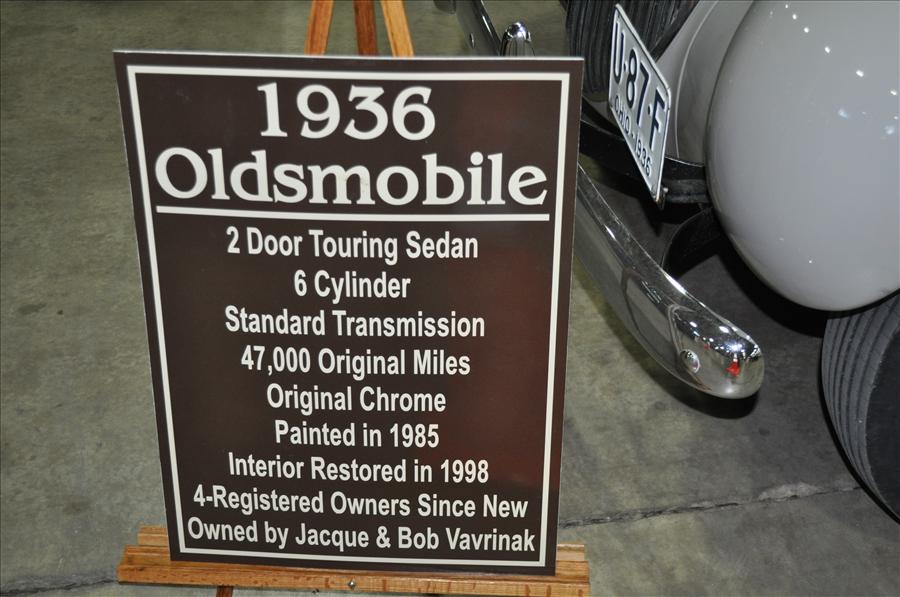 1936
Oldsmobile
2 Door Touring Sedan
6 Cylinder
Standard Transmission
47,000 Original Miles
Original Chrome
Painted in 1985
Interior Restored in 1998
4-Registered Owners Since New
Owned by Jacque & Bob Vavrinak
U·87·F
OHIO-1936